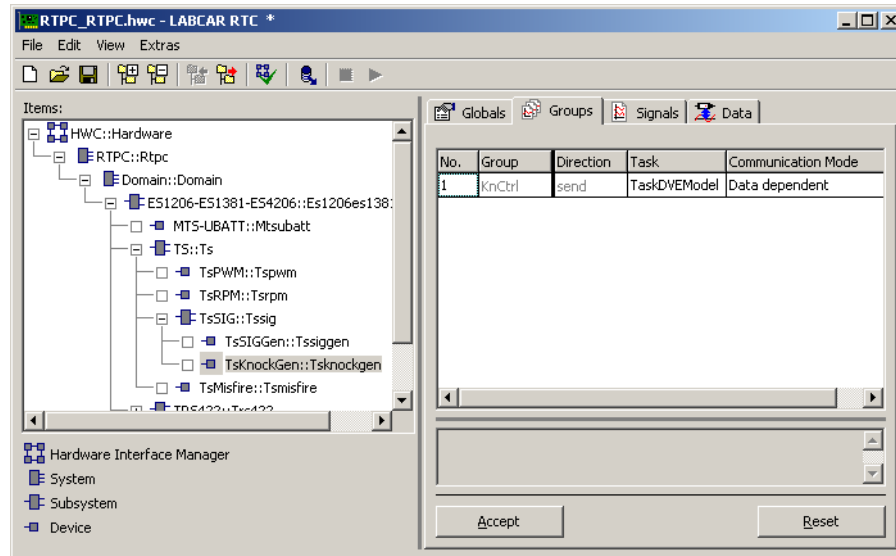 RTPC_RTPC.hwc - LABCAR RTC *
File Edit View Extras
Items:
HWC::Hardware
RTPC::Rtpc
Domain::Domain
ES1206-ES1381-ES4206::Es1206es1381
MTS-UBATT::Mtsubatt
TS::Ts
TsPWM::Tspwm
TsRPM::Tsrpm
TsSIG::Tssig
TsSIGGen::Tssiggen
TsKnockGen::Tsknockgen
TsMisfire::Tsmisfire
Hardware Interface Manager
System
Subsystem
Device
Globals Groups Signals Data
No. Group Direction Task Communication Mode
1 KnCtrl send TaskDVEModel Data dependent
Accept Reset